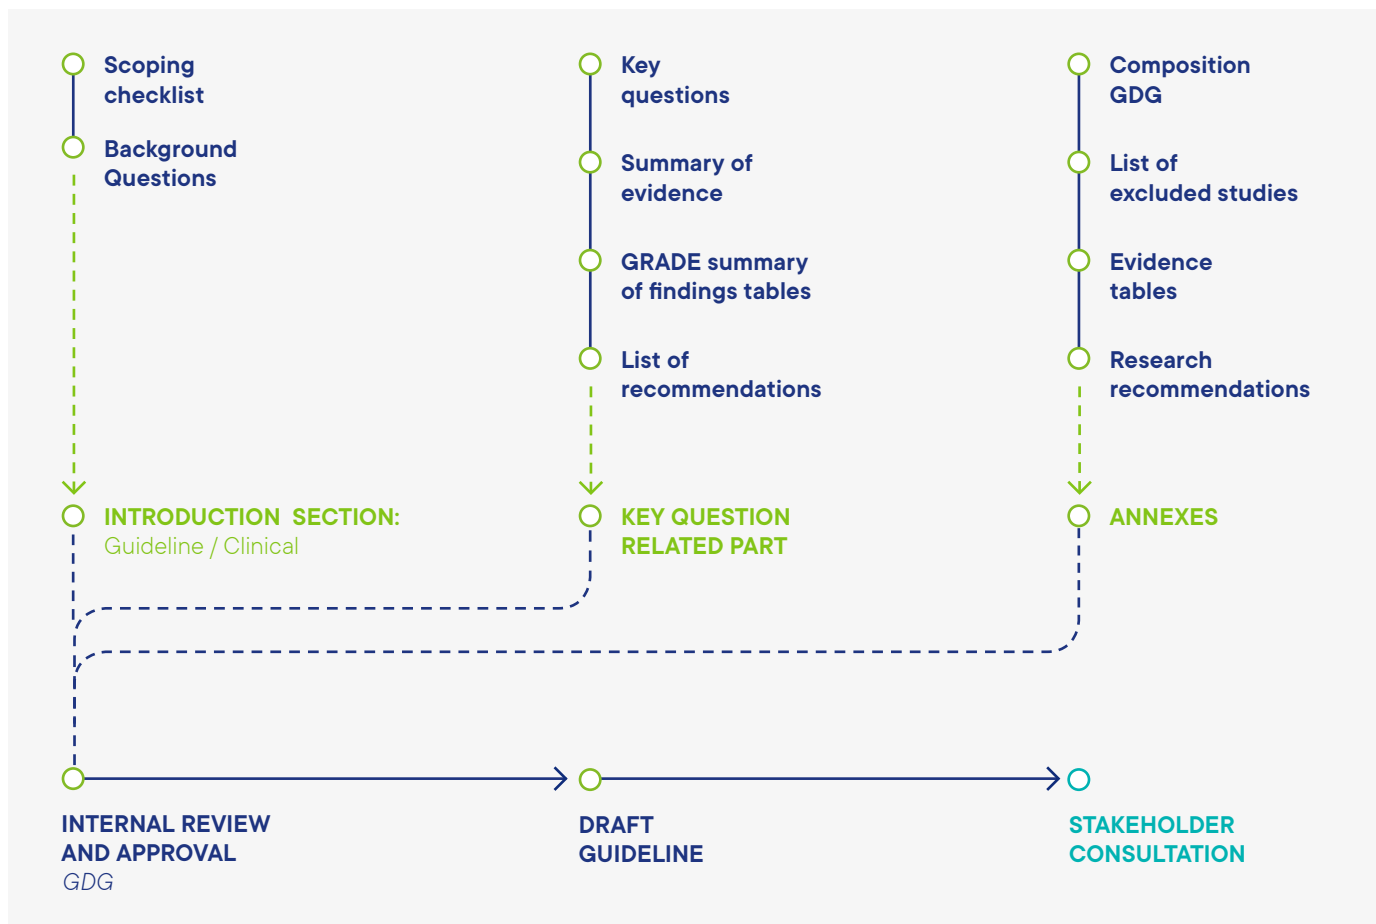 Scoping
checklist
Background
Questions
Key
questions
Summary of
evidence
GRADE summary
of findings tables
List of
recommendations
Composition
GDG
List of
excluded studies
Evidence
tables
Research
recommendations
INTRODUCTION SECTION:
Guideline / Clinical
KEY QUESTION
RELATED PART
ANNEXES
INTERNAL REVIEW
AND APPROVAL
GDG
DRAFT
GUIDELINE
STAKEHOLDER
CONSULTATION